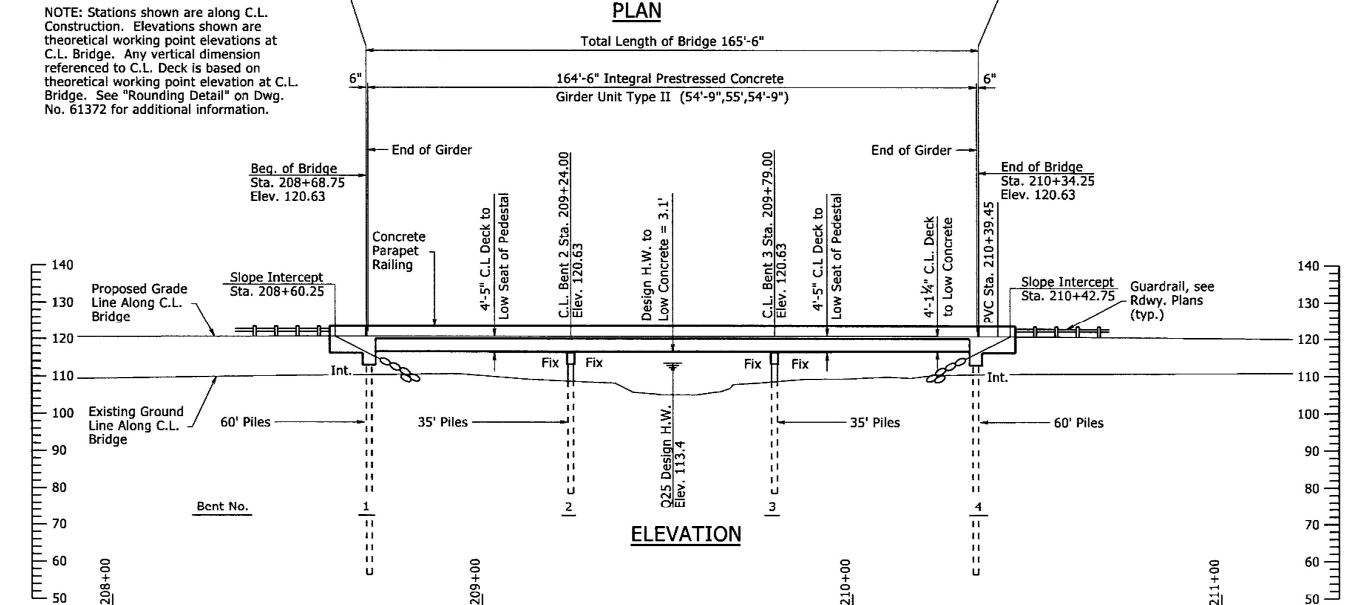 NOTE: Stations shown are along C.L.
Construction. Elevations shown are
theoretical working point elevations at
C.L. Bridge. Any vertical dimension
referenced to C.L. Deck is based on
theoretical working point elevation at C.L.
Bridge. See "Rounding Detail" on Dwg.
No. 61372 for additional information.
PLAN
Total Length of Bridge 165'-6"
6"
164'-6" Integral Prestressed Concrete
Girder Unit Type II (54'-9",55',54'-9")
6"
End of Girder
End of Girder
Beg. of Bridge
Sta. 208+68.75
Elev. 120.63
End of Bridge
Sta. 210+34.25
Elev. 120.63
Concrete
Parapet
Railing
4'-5" C.L Deck to
Low Seat of Pedestal
C.L. Bent 2 Sta. 209+24.00
Elev. 120.63
Design H.W. to
Low Concrete = 3.1'
C.L. Bent 3 Sta. 209+79.00
Elev. 120.63
4'-5" C.L Deck to
Low Seat of Pedestal
4'-1¼" C.L. Deck
to Low Concrete
PVC Sta. 210+39.45
Slope Intercept
Sta. 208+60.25
Slope Intercept
Sta. 210+42.75
Guardrail, see
Rdwy. Plans
(typ.)
Proposed Grade
Line Along C.L.
Bridge
Existing Ground
Line Along C.L.
Bridge
Int.
Fix
Fix
Fix
Fix
Int.
60' Piles
35' Piles
35' Piles
60' Piles
Q25 Design H.W.
Elev. 113.4
Bent No.
1
2
3
4
ELEVATION
140
130
120
110
100
90
80
70
60
50
140
130
120
110
100
90
80
70
60
50
208+00
209+00
210+00
211+00